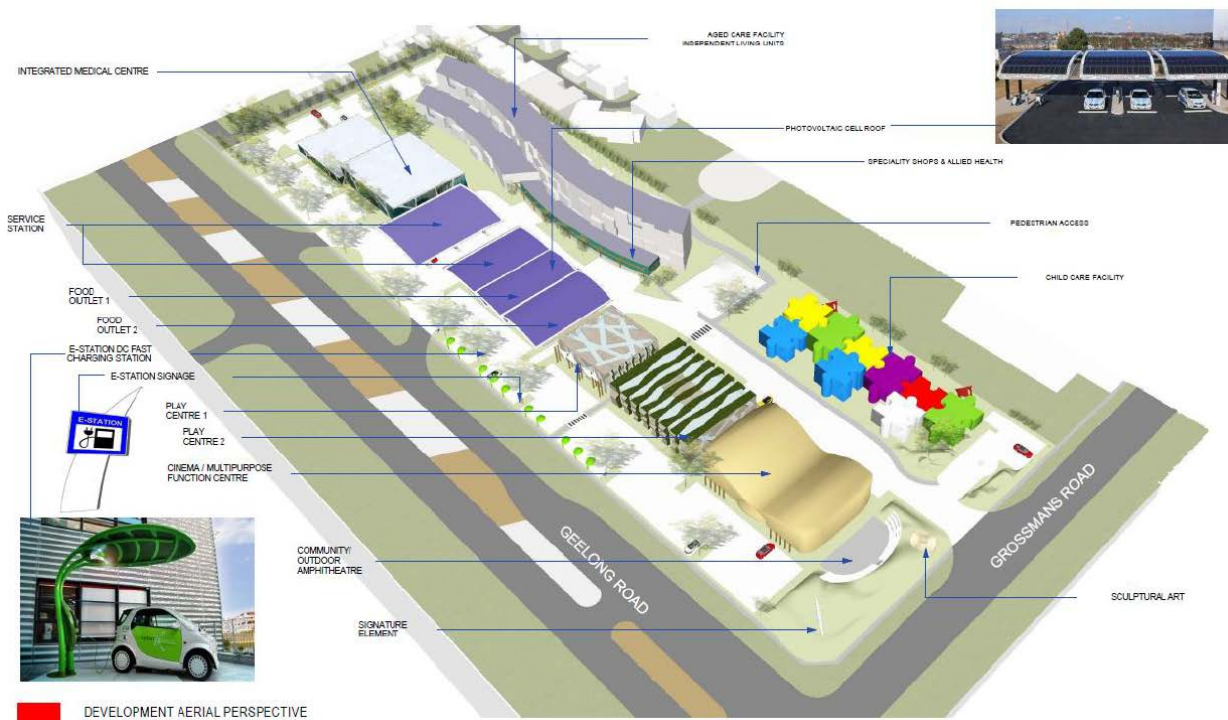 AGED CARE FACILITY
INDEPENDENT LIVING UNITS
INTEGRATED MEDICAL CENTRE
PHOTOVOLTAIC CELL ROOF
SPECIALITY SHOPS & ALLIED HEALTH
SERVICE
STATION
PEDESTRIAN ACCESS
CHILD CARE FACILITY
FOOD
OUTLET 1
FOOD
OUTLET 2
E-STATION DC FAST
CHARGING STATION
E-STATION SIGNAGE
E-STATION
PLAY
CENTRE 1
PLAY
CENTRE 2
CINEMA / MULTIPURPOSE
FUNCTION CENTRE
GEELONG ROAD
GROSSMANS ROAD
COMMUNITY/
OUTDOOR
AMPHITHEATRE
SCULPTURAL ART
SIGNATURE
ELEMENT
DEVELOPMENT AERIAL PERSPECTIVE